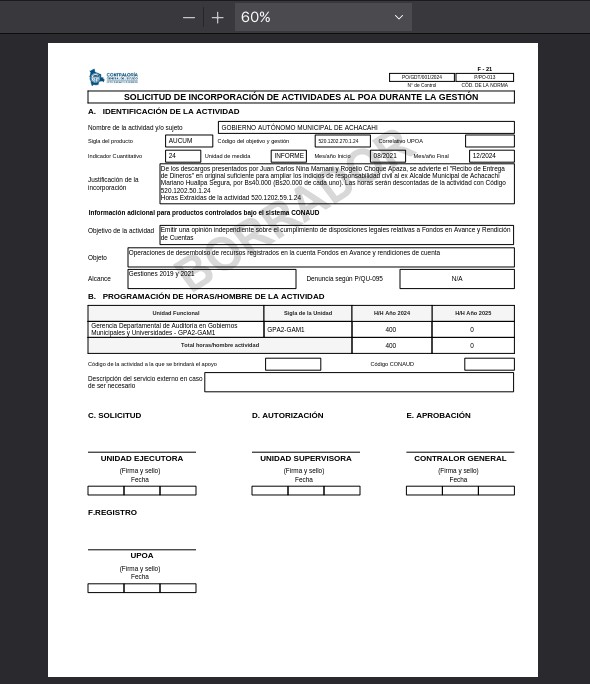 60%
CONTRALORÍA
F - 21
PO/GDT/001/2024 P/PO-013
N° de Control CÓD. DE LA NORMA
SOLICITUD DE INCORPORACIÓN DE ACTIVIDADES AL POA DURANTE LA GESTIÓN
A. IDENTIFICACIÓN DE LA ACTIVIDAD
Nombre de la actividad y/o sujeto GOBIERNO AUTÓNOMO MUNICIPAL DE ACHACAHI
Sigla del producto AUCUM Código del objetivo y gestión 520.1202.270.1.24 Correlativo UPOA
Indicador Cuantitativo 24 Unidad de medida INFORME Mes/año Inicio 08/2021 Mes/año Final 12/2024
Justificación de la incorporación
De los descargos presentados por Juan Carlos Nina Mamani y Rogelio Choque Apaza, se advierte el "Recibo de Entrega
de Dineros" en original suficiente para ampliar los indicios de responsabilidad civil al ex Alcalde Municipal de Achacachi
Mariano Huallpa Segura, por Bs40.000 (Bs20.000 de cada uno). Las horas serán descontadas de la actividad con Código
520.1202.50.1.24
Horas Extraídas de la actividad 520.1202.59.1.24
Información adicional para productos controlados bajo el sistema CONAUD
Objetivo de la actividad Emitir una opinión independiente sobre el cumplimiento de disposiciones legales relativas a Fondos en Avance y Rendición
de Cuentas
Objeto Operaciones de desembolso de recursos registrados en la cuenta Fondos en Avance y rendiciones de cuenta
Alcance Gestiones 2019 y 2021 Denuncia según P/QU-095 N/A
B. PROGRAMACIÓN DE HORAS/HOMBRE DE LA ACTIVIDAD
Unidad Funcional Sigla de la Unidad H/H Año 2024 H/H Año 2025
Gerencia Departamental de Auditoría en Gobiernos
Municipales y Universidades - GPA2-GAM1 GPA2-GAM1 400 0
Total horas/hombre actividad 400 0
Código de la actividad a la que se brindará el apoyo Código CONAUD
Descripción del servicio externo en caso
de ser necesario
C. SOLICITUD D. AUTORIZACIÓN E. APROBACIÓN
UNIDAD EJECUTORA UNIDAD SUPERVISORA CONTRALOR GENERAL
(Firma y sello) (Firma y sello) (Firma y sello)
Fecha Fecha Fecha
F.REGISTRO
UPOA
(Firma y sello)
Fecha
BORRADOR